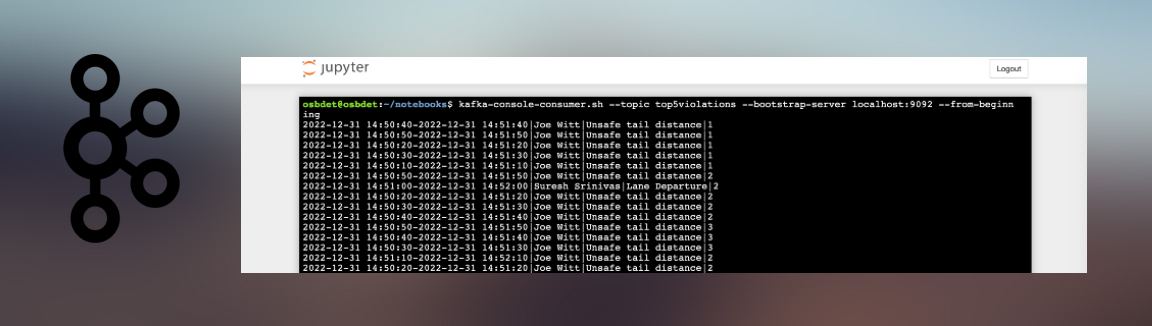 jupyter
Logout
osbdet@osbdet:~/notebooks$ kafka-console-consumer.sh --topic top5violations --bootstrap-server localhost:9092 --from-beginn
ing
2022-12-31 14:50:40-2022-12-31 14:51:40|Joe Witt|Unsafe tail distance|1
2022-12-31 14:50:50-2022-12-31 14:51:50|Joe Witt|Unsafe tail distance|1
2022-12-31 14:50:20-2022-12-31 14:51:20|Joe Witt|Unsafe tail distance|1
2022-12-31 14:50:30-2022-12-31 14:51:30|Joe Witt|Unsafe tail distance|1
2022-12-31 14:50:10-2022-12-31 14:51:10|Joe Witt|Unsafe tail distance|1
2022-12-31 14:50:50-2022-12-31 14:51:50|Joe Witt|Unsafe tail distance|2
2022-12-31 14:51:00-2022-12-31 14:52:00|Suresh Srinivas|Lane Departure|2
2022-12-31 14:50:20-2022-12-31 14:51:20|Joe Witt|Unsafe tail distance|2
2022-12-31 14:50:30-2022-12-31 14:51:30|Joe Witt|Unsafe tail distance|2
2022-12-31 14:50:40-2022-12-31 14:51:40|Joe Witt|Unsafe tail distance|2
2022-12-31 14:50:50-2022-12-31 14:51:50|Joe Witt|Unsafe tail distance|3
2022-12-31 14:50:40-2022-12-31 14:51:40|Joe Witt|Unsafe tail distance|3
2022-12-31 14:50:30-2022-12-31 14:51:30|Joe Witt|Unsafe tail distance|3
2022-12-31 14:51:10-2022-12-31 14:52:10|Joe Witt|Unsafe tail distance|2
2022-12-31 14:50:20-2022-12-31 14:51:20|Joe Witt|Unsafe tail distance|2